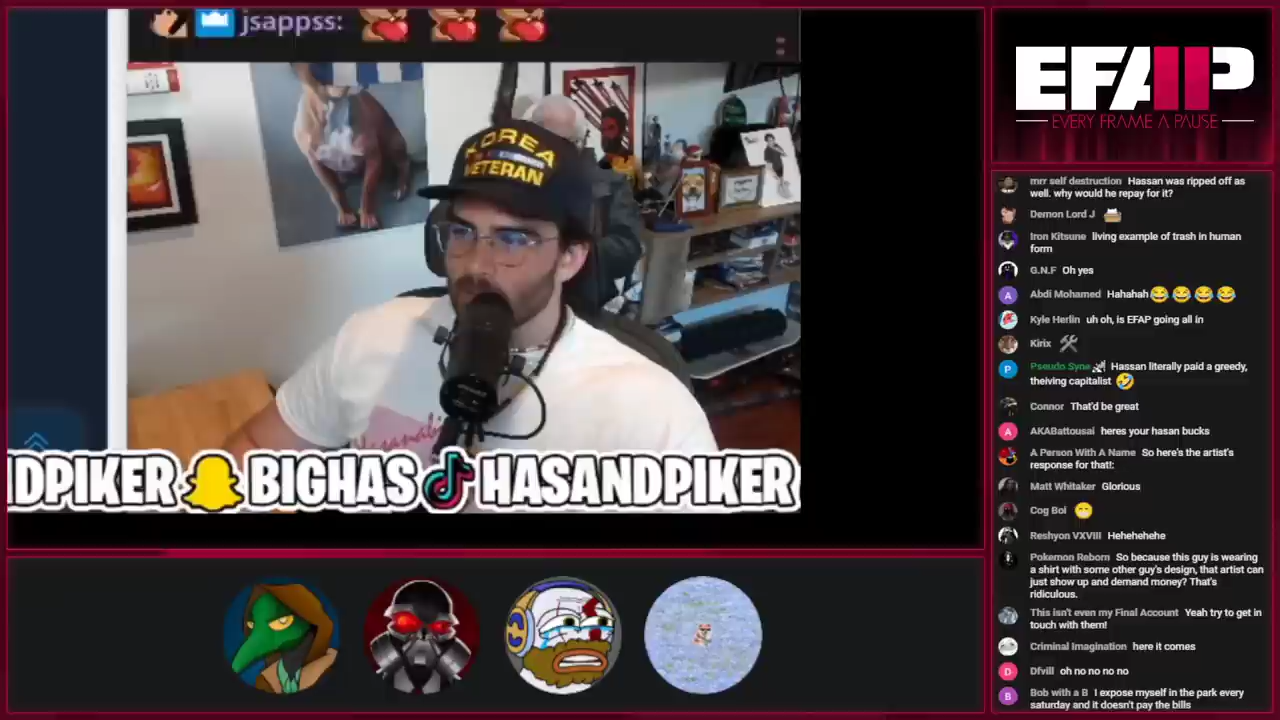 jsappss:
KOREA
VETERAN
Hasanabi
DPIKER BIGHAS HASANDPIKER
EFAP
EVERY FRAME A PAUSE
mrr self destruction Hassan was ripped off as
well. why would he repay for it?
Demon Lord J
Iron Kitsune living example of trash in human
form
G.N.F Oh yes
A Abdi Mohamed Hahahah
Kyle Herlin uh oh, is EFAP going all in
Kirix
P Pseudo Syne Hassan literally paid a greedy,
theiving capitalist
Connor That'd be great
A AKABattousai heres your hasan bucks
A Person With A Name So here's the artist's
response for that!:
Matt Whitaker Glorious
Cog Boi
Reshyon VXVIII Hehehehehe
Pokemon Reborn So because this guy is wearing
a shirt with some other guy's design, that artist can
just show up and demand money? That's
ridiculous.
This isn't even my Final Account Yeah try to get in
touch with them!
Criminal Imagination here it comes
D Dfvill oh no no no no
B Bob with a B I expose myself in the park every
saturday and it doesn't pay the bills